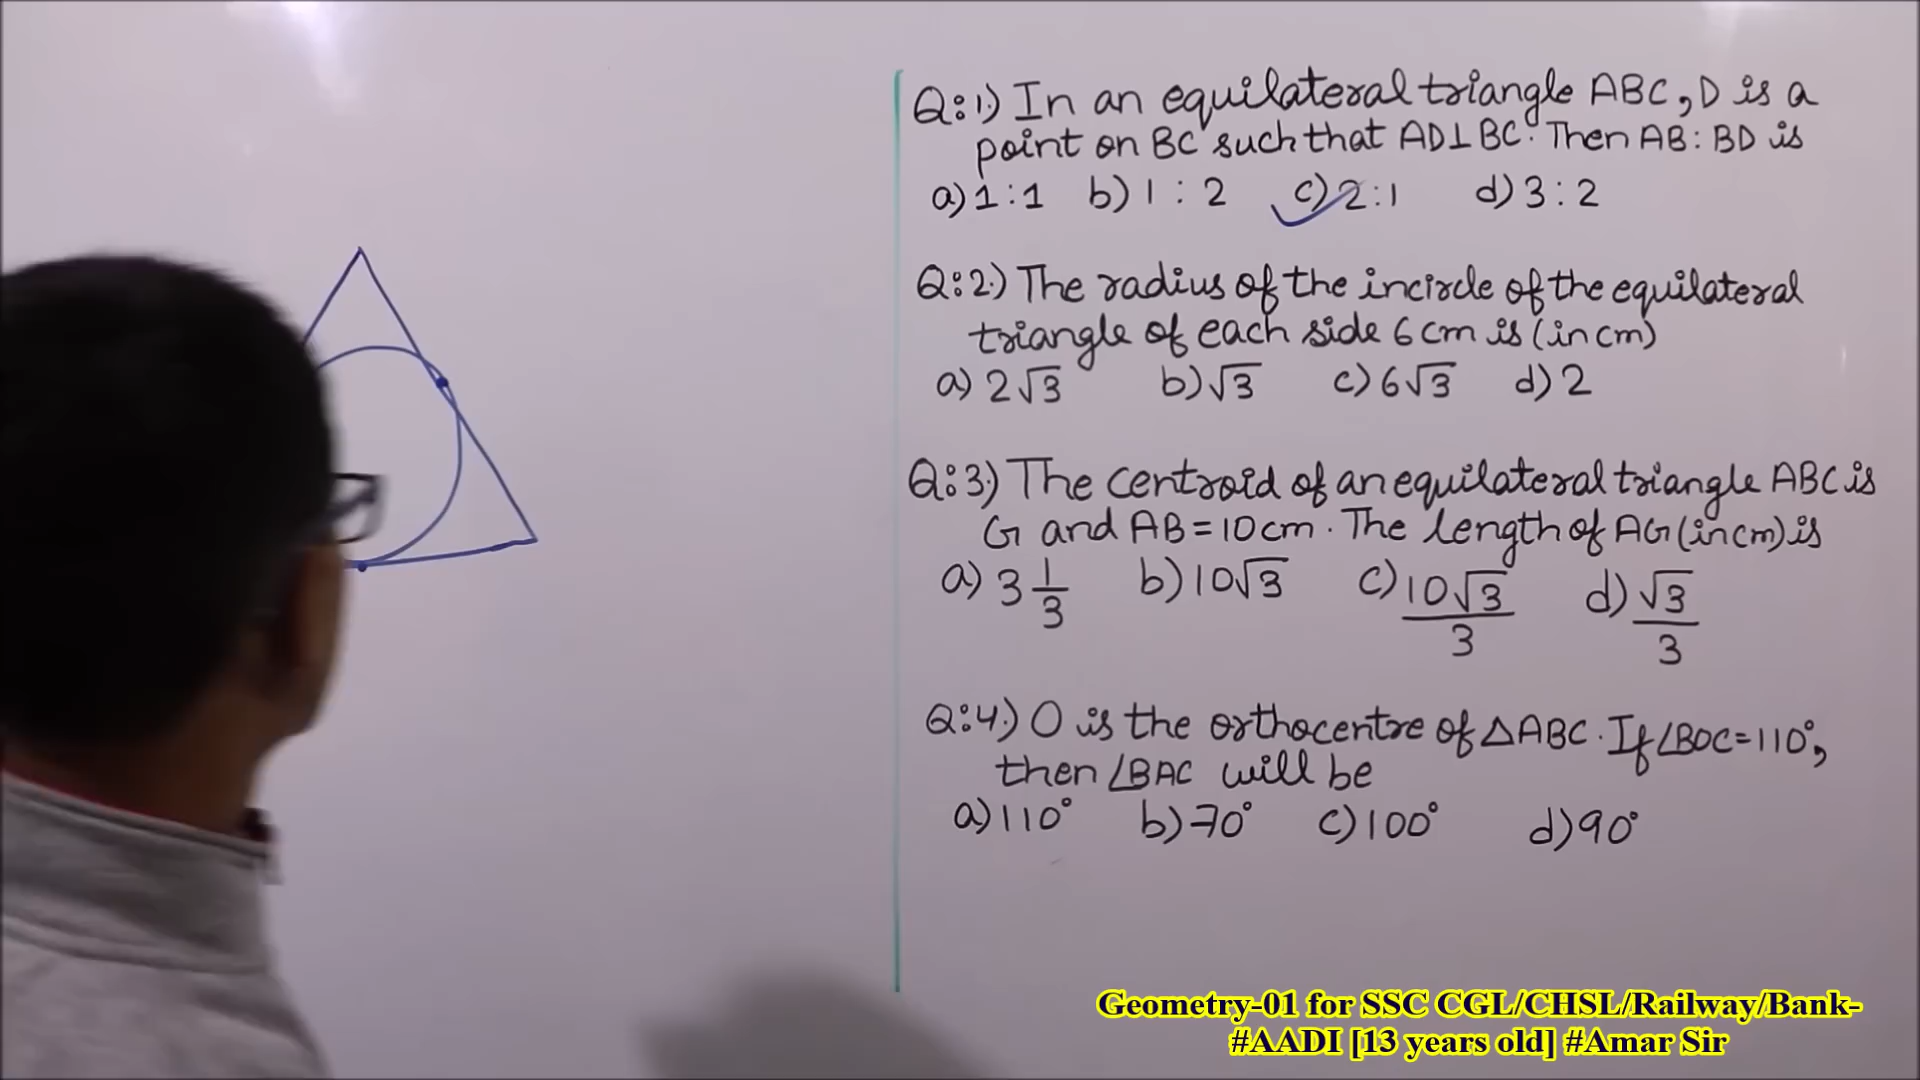 Q:1) In an equilateral triangle ABC, D is a
point on BC such that AD⊥BC. Then AB : BD is
a) 1 : 1 b) 1 : 2 c) 2 : 1 d) 3 : 2
Q:2.) The radius of the incircle of the equilateral
triangle of each side 6 cm is (in cm)
a) 2√3 b) √3 c) 6√3 d) 2
Q:3.) The centroid of an equilateral triangle ABC is
G and AB = 10 cm. The length of AG (in cm) is
a) 3 1/3 b) 10√3 c) 10√3/3 d) √3/3
Q:4.) O is the orthocentre of △ABC. If ∠BOC = 110°,
then ∠BAC will be
a) 110° b) 70° c) 100° d) 90°
Geometry-01 for SSC CGL/CHSL/Railway/Bank-
#AADI [13 years old] #Amar Sir